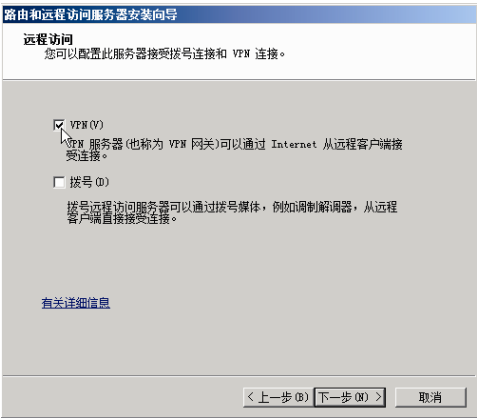 路由和远程访问服务器安装向导
远程访问
您可以配置此服务器接受拨号连接和 VPN 连接。
VPN(V)
VPN 服务器(也称为 VPN 网关)可以通过 Internet 从远程客户端接
受连接。
拨号(D)
拨号远程访问服务器可以通过拨号媒体，例如调制解调器，从远程
客户端直接接受连接。
有关详细信息
<上一步(B) 下一步(N) > 取消